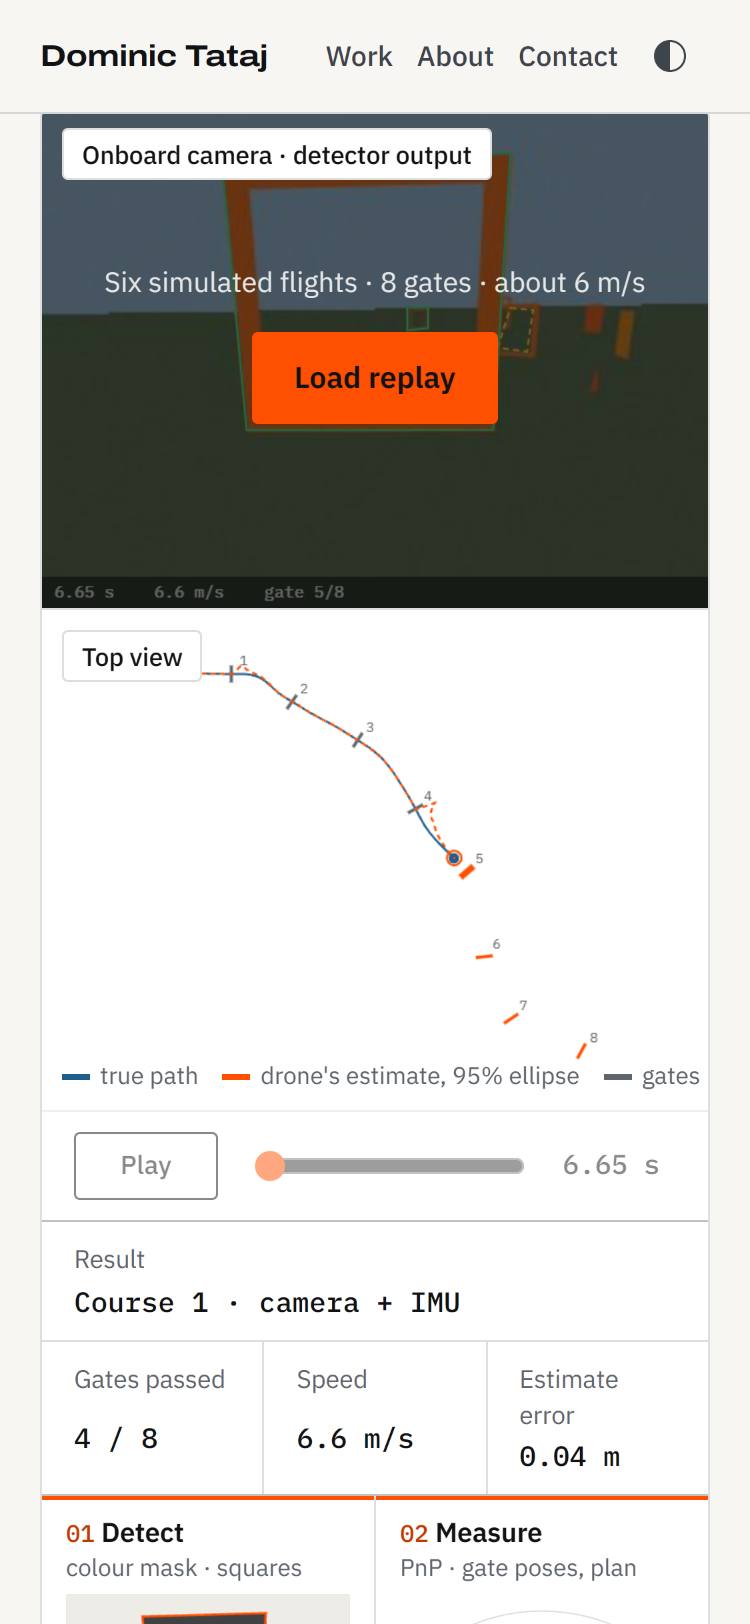 Dominic Tataj
Work About Contact
Onboard camera · detector output
Six simulated flights · 8 gates · about 6 m/s
Load replay
6.65 s 6.6 m/s gate 5/8
Top view
1
2
3
4
5
6
7
8
true path drone's estimate, 95% ellipse gates
Play 6.65 s
Result
Course 1 · camera + IMU
Gates passed
4 / 8
Speed
6.6 m/s
Estimate
error
0.04 m
01 Detect
colour mask · squares
02 Measure
PnP · gate poses, plan